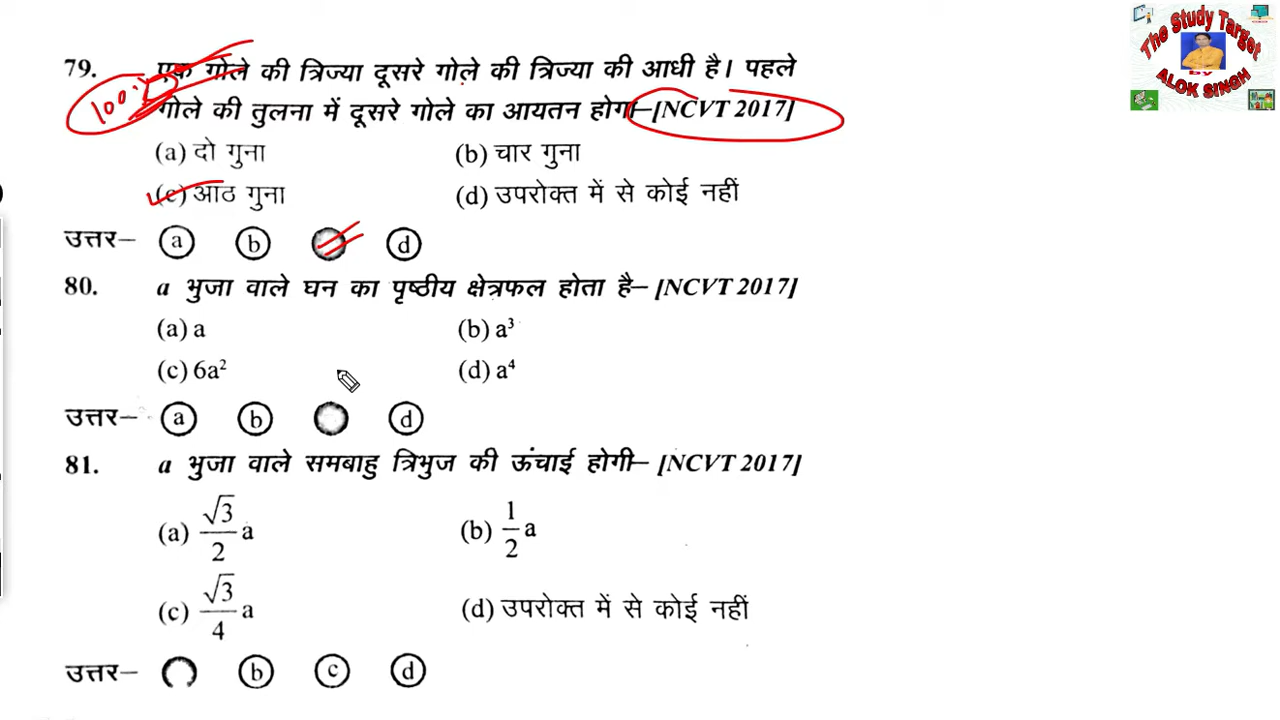 The Study Target
BY
ALOK SINGH
79. एक गोले की त्रिज्या दूसरे गोले की त्रिज्या की आधी है। पहले
गोले की तुलना में दूसरे गोले का आयतन होगा– [NCVT 2017]
100%
(a) दो गुना (b) चार गुना
(c) आठ गुना (d) उपरोक्त में से कोई नहीं
उत्तर– a b d
80. a भुजा वाले घन का पृष्ठीय क्षेत्रफल होता है– [NCVT 2017]
(a) a (b) a³
(c) 6a² (d) a⁴
उत्तर– a b d
81. a भुजा वाले समबाहु त्रिभुज की ऊंचाई होगी– [NCVT 2017]
(a) √3/2 a (b) 1/2 a
(c) √3/4 a (d) उपरोक्त में से कोई नहीं
उत्तर– b c d